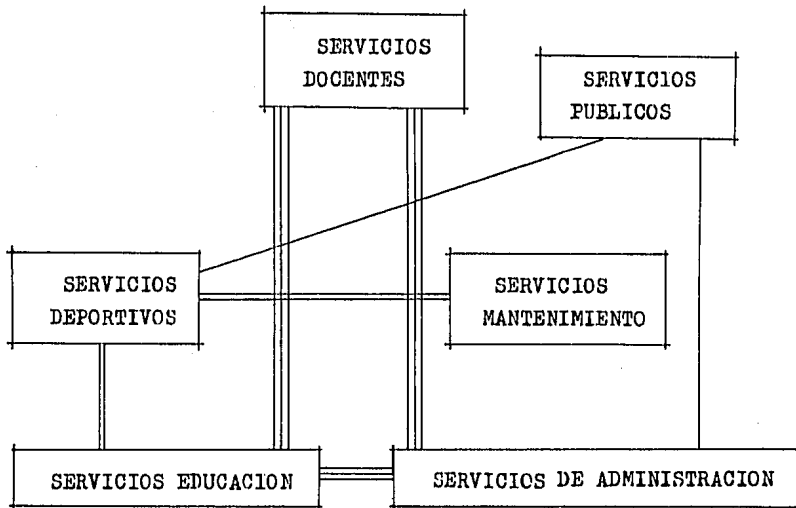 SERVICIOS
DOCENTES
SERVICIOS
PUBLICOS
SERVICIOS
DEPORTIVOS
SERVICIOS
MANTENIMIENTO
SERVICIOS EDUCACION
SERVICIOS DE ADMINISTRACION